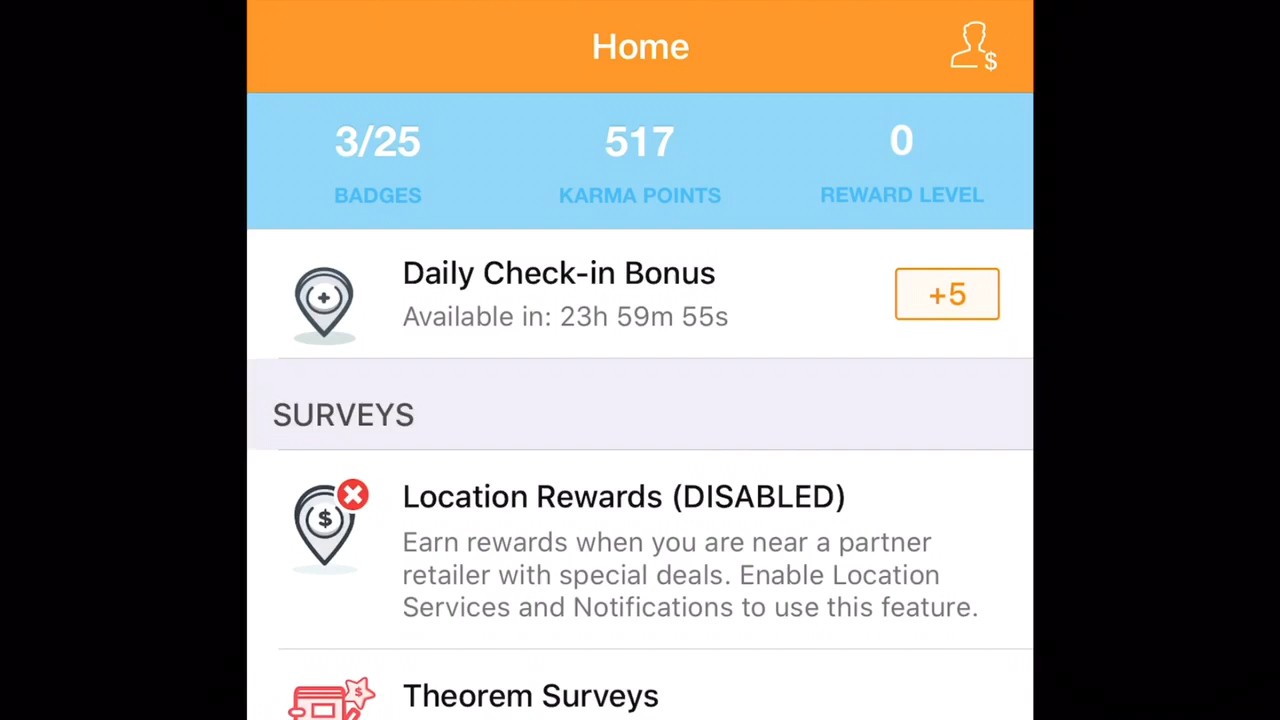 Home
$
3/25 517 0
BADGES KARMA POINTS REWARD LEVEL
Daily Check-in Bonus
Available in: 23h 59m 55s
+5
SURVEYS
Location Rewards (DISABLED)
$
Earn rewards when you are near a partner
retailer with special deals. Enable Location
Services and Notifications to use this feature.
$
Theorem Surveys